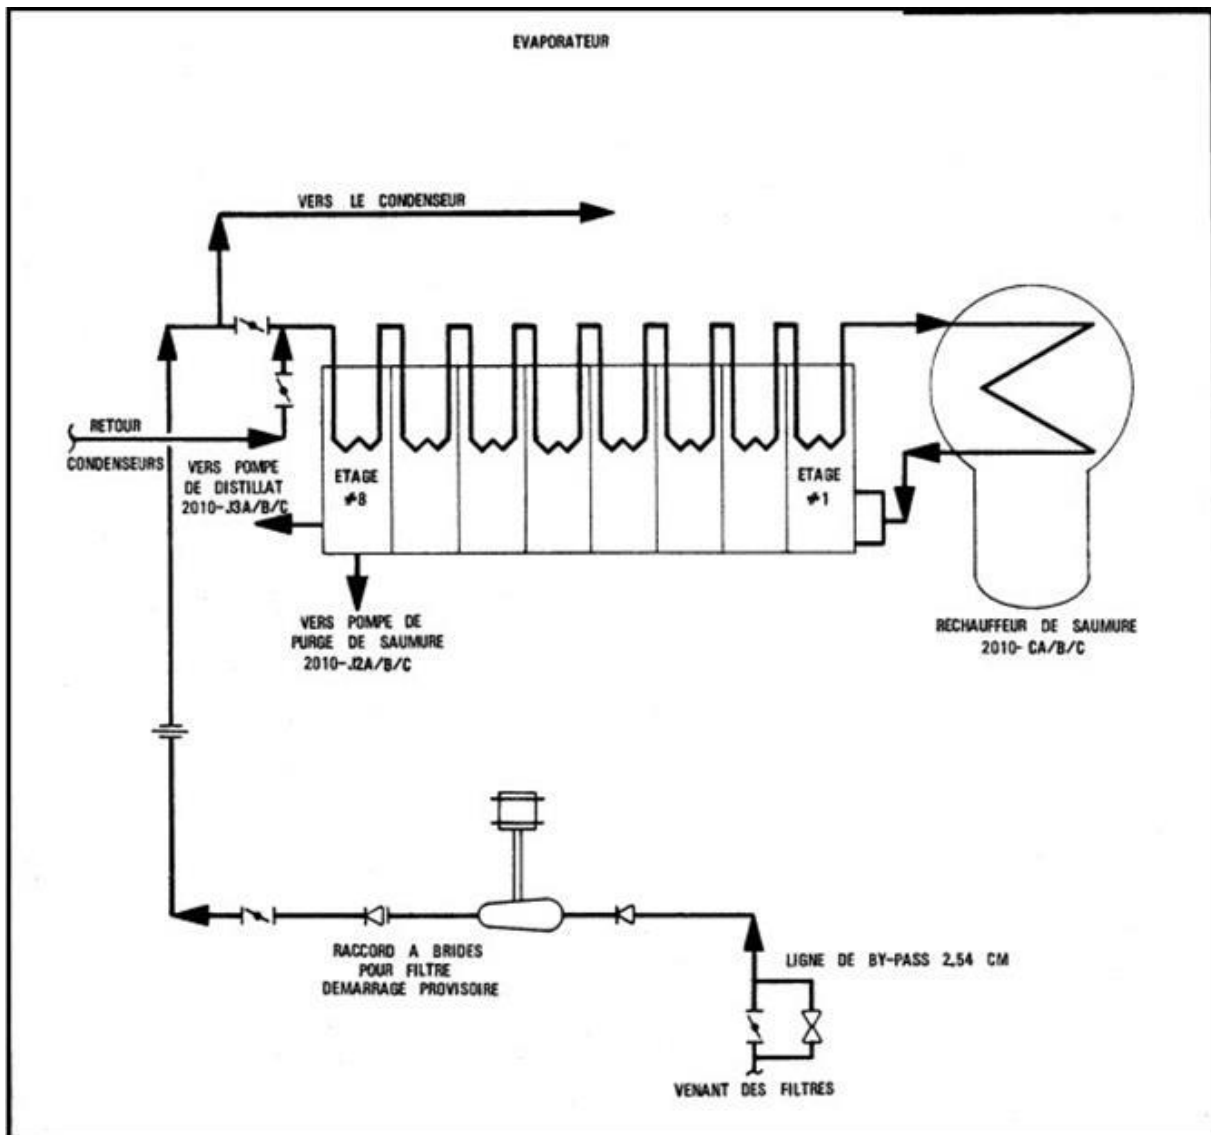 EVAPORATEUR
VERS LE CONDENSEUR
RETOUR
CONDENSEURS
VERS POMPE
DE DISTILLAT
2010-J3A/B/C
ETAGE
≠8
ETAGE
≠1
VERS POMPE DE
PURGE DE SAUMURE
2010-J2A/B/C
RÉCHAUFFEUR DE SAUMURE
2010- CA/B/C
RACCORD A BRIDES
POUR FILTRE
DEMARRAGE PROVISOIRE
LIGNE DE BY-PASS 2,54 CM
VENANT DES FILTRES